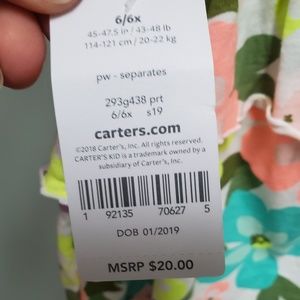 6/6x
45-47.5 in / 43-48 lb
114-121 cm / 20-22 kg
pw - separates
293g438 prt
6/6x s19
carters.com
©2018 Carter's, Inc. All rights reserved.
CARTER'S KID is a trademark owned by a
subsidiary of Carter's, Inc.
1 92135 70627 5
DOB 01/2019
MSRP $20.00